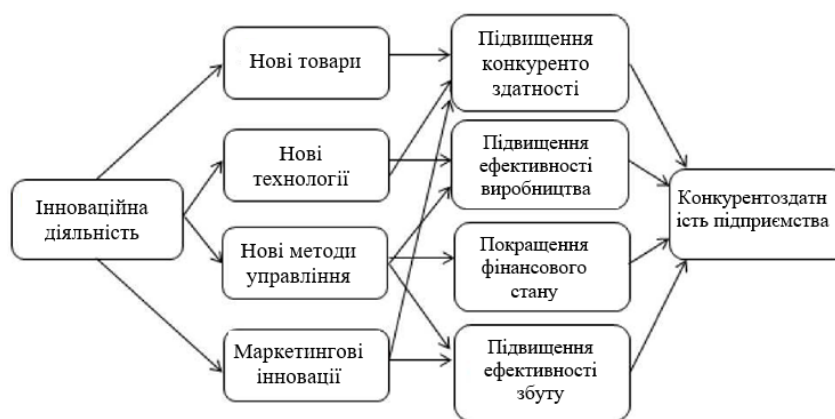 Інноваційна
діяльність
Нові товари
Нові
технології
Нові методи
управління
Маркетингові
інновації
Підвищення
конкуренто
здатності
Підвищення
ефективності
виробництва
Покращення
фінансового
стану
Підвищення
ефективності
збуту
Конкурентоздатн
ість підприємства